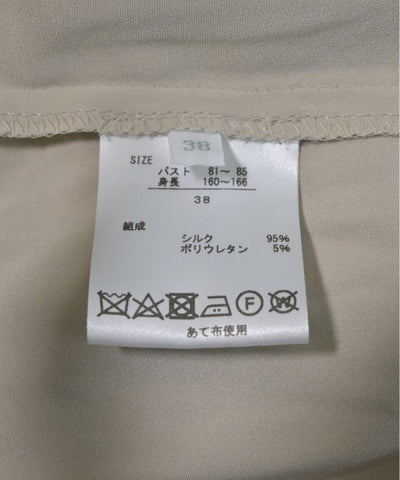 38
SIZE
バスト 81〜 85
身長 160〜166
38
組成
シルク 95%
ポリウレタン 5%
F W
あて布使用